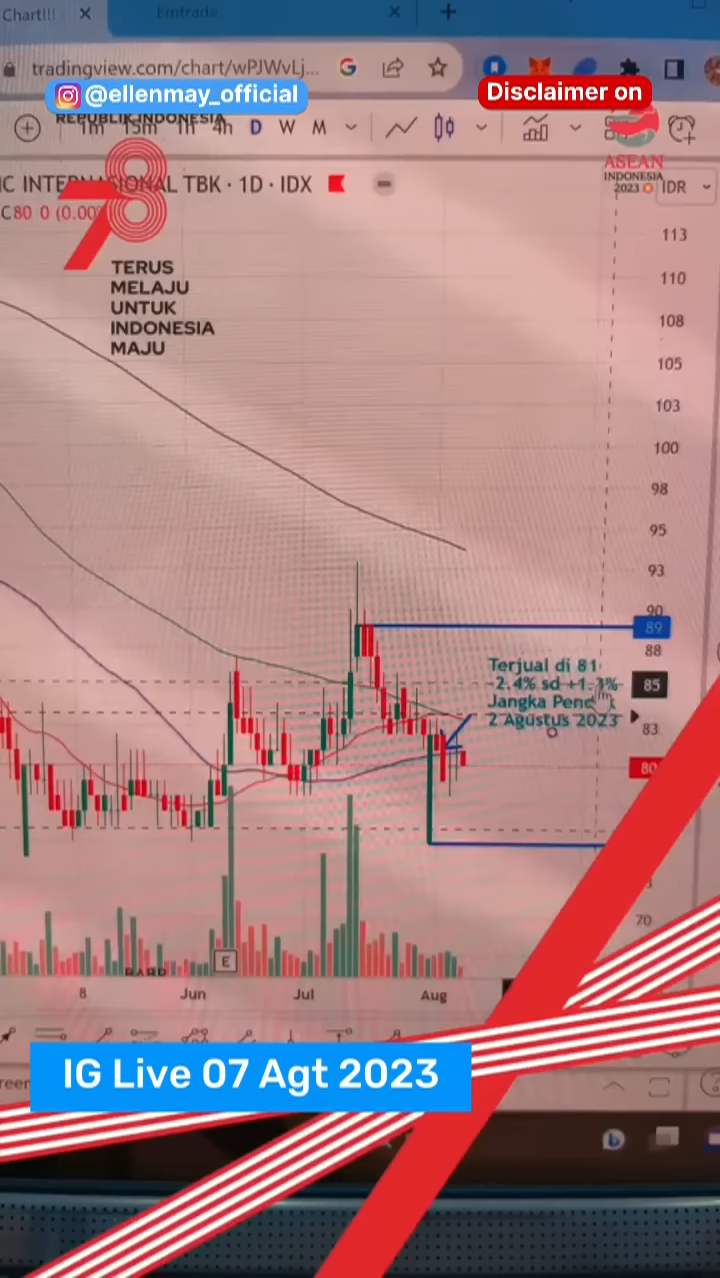 Chart!!!
Emtrade
tradingview.com/chart/wPJWvLj...
@ellenmay_official
Disclaimer on
REPUBLIK INDONESIA
1m 15m 1h 4h D W M
ASEAN
INDONESIA
2023
IDR
C INTERNASIONAL TBK · 1D · IDX
C80 0 (0.00
78
TERUS
MELAJU
UNTUK
INDONESIA
MAJU
113
110
108
105
103
100
98
95
93
90
89
88
Terjual di 81
-2.4% sd +1.3%
85
Jangka
2 Agustus 2023
83
80
70
E
8 Jun Jul Aug
IG Live 07 Agt 2023